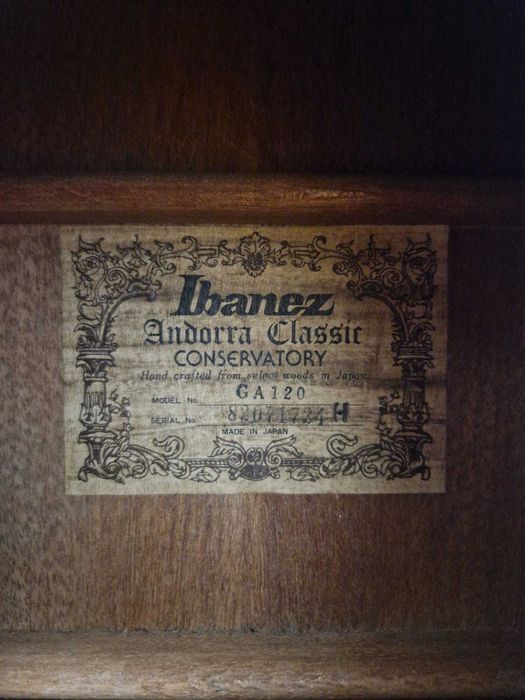 Ibanez
Andorra Classic
CONSERVATORY
Hand crafted from select woods in Japan.
MODEL No. GA120
SERIAL No. 82071724H
MADE IN JAPAN